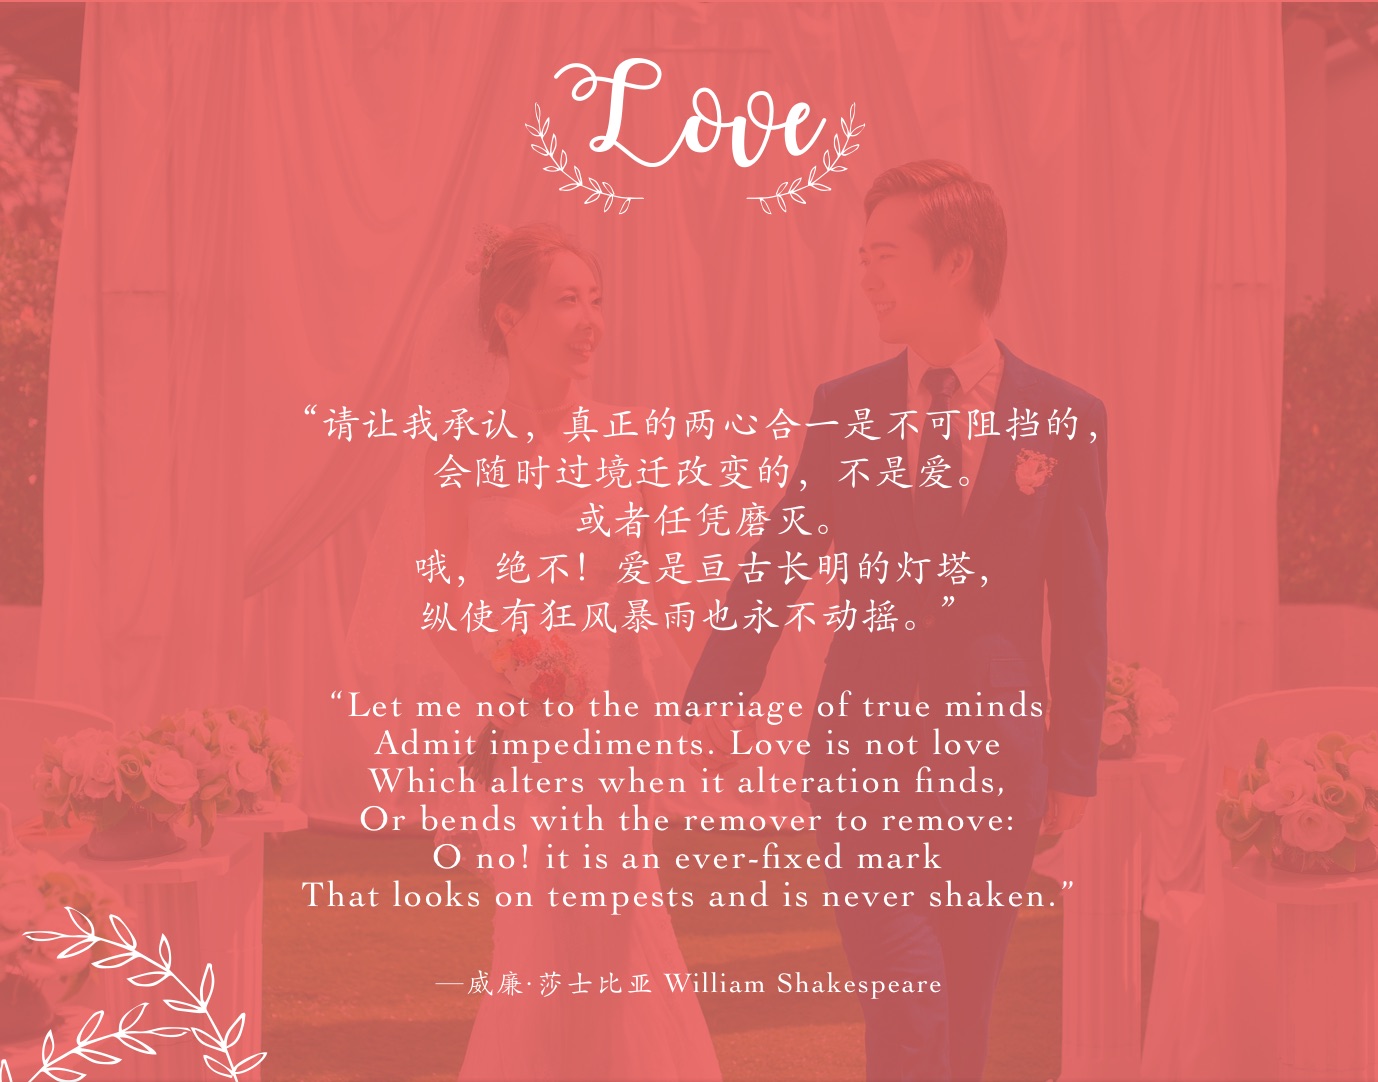 Love
“请让我承认，真正的两心合一是不可阻挡的，
会随时过境迁改变的，不是爱。
或者任凭磨灭。
哦，绝不！爱是亘古长明的灯塔，
纵使有狂风暴雨也永不动摇。”
“Let me not to the marriage of true minds
Admit impediments. Love is not love
Which alters when it alteration finds,
Or bends with the remover to remove:
O no! it is an ever-fixed mark
That looks on tempests and is never shaken.”
—威廉·莎士比亚 William Shakespeare